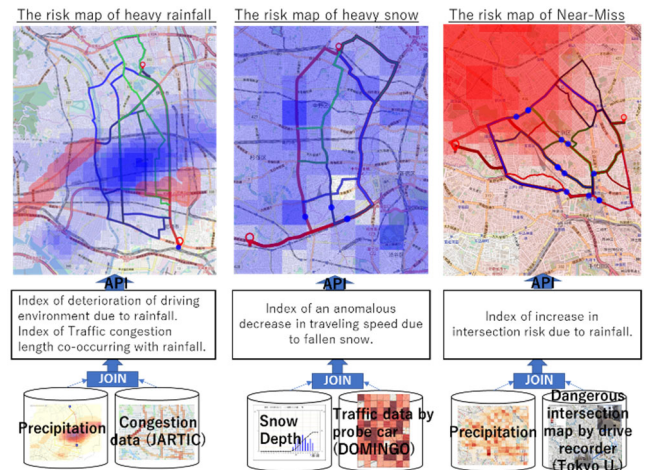 The risk map of heavy rainfall
The risk map of heavy snow
The risk map of Near-Miss
API
API
API
Index of deterioration of driving
environment due to rainfall.
Index of Traffic congestion
length co-occurring with rainfall.
Index of an anomalous
decrease in traveling speed due
to fallen snow.
Index of increase in
intersection risk due to rainfall.
JOIN
JOIN
JOIN
Precipitation
Congestion
data (JARTIC)
Snow
Depth
Traffic data by
probe car
(DOMINGO)
Precipitation
Dangerous
intersection
map by drive
recorder
(Tokyo U.)